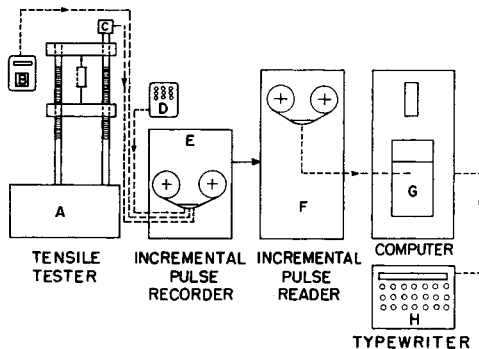 C
B
D
E
A
F
G
H
TENSILE
TESTER
INCREMENTAL
PULSE
RECORDER
INCREMENTAL
PULSE
READER
COMPUTER
TYPEWRITER